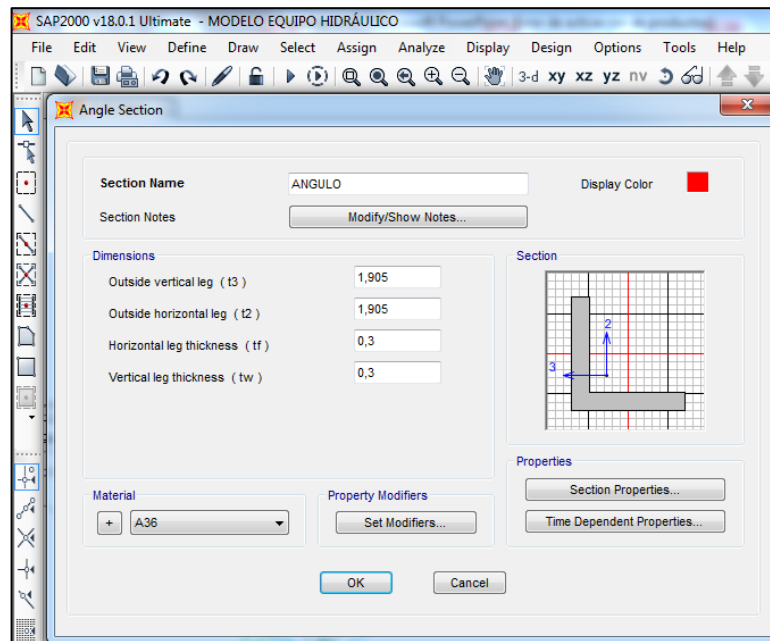 SAP2000 v18.0.1 Ultimate - MODELO EQUIPO HIDRÁULICO
File Edit View Define Draw Select Assign Analyze Display Design Options Tools Help
3-d xy xz yz nv
Angle Section
Section Name ANGULO Display Color
Section Notes Modify/Show Notes...
Dimensions Section
Outside vertical leg ( t3 ) 1,905
Outside horizontal leg ( t2 ) 1,905
Horizontal leg thickness ( tf ) 0,3
Vertical leg thickness ( tw ) 0,3
2
3
Properties
Section Properties...
Time Dependent Properties...
Material Property Modifiers
+ A36 Set Modifiers...
OK Cancel